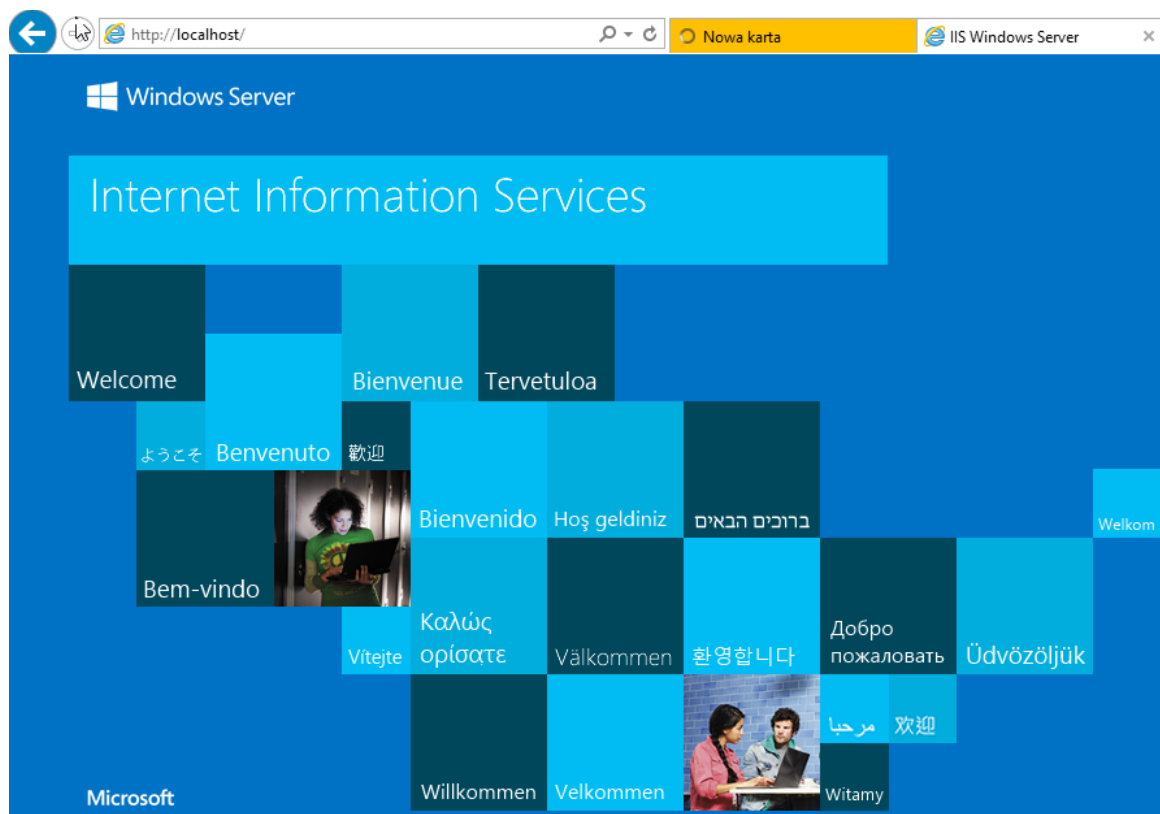 http://localhost/
Nowa karta
IIS Windows Server
Windows Server
Internet Information Services
Welcome
Bienvenue
Tervetuloa
ようこそ
Benvenuto
歡迎
Bienvenido
Hoş geldiniz
ברוכים הבאים
Welkom
Bem-vindo
Vítejte
Καλώς
ορίσατε
Välkommen
환영합니다
Добро
пожаловать
Üdvözöljük
مرحبا
欢迎
Willkommen
Velkommen
Witamy
Microsoft